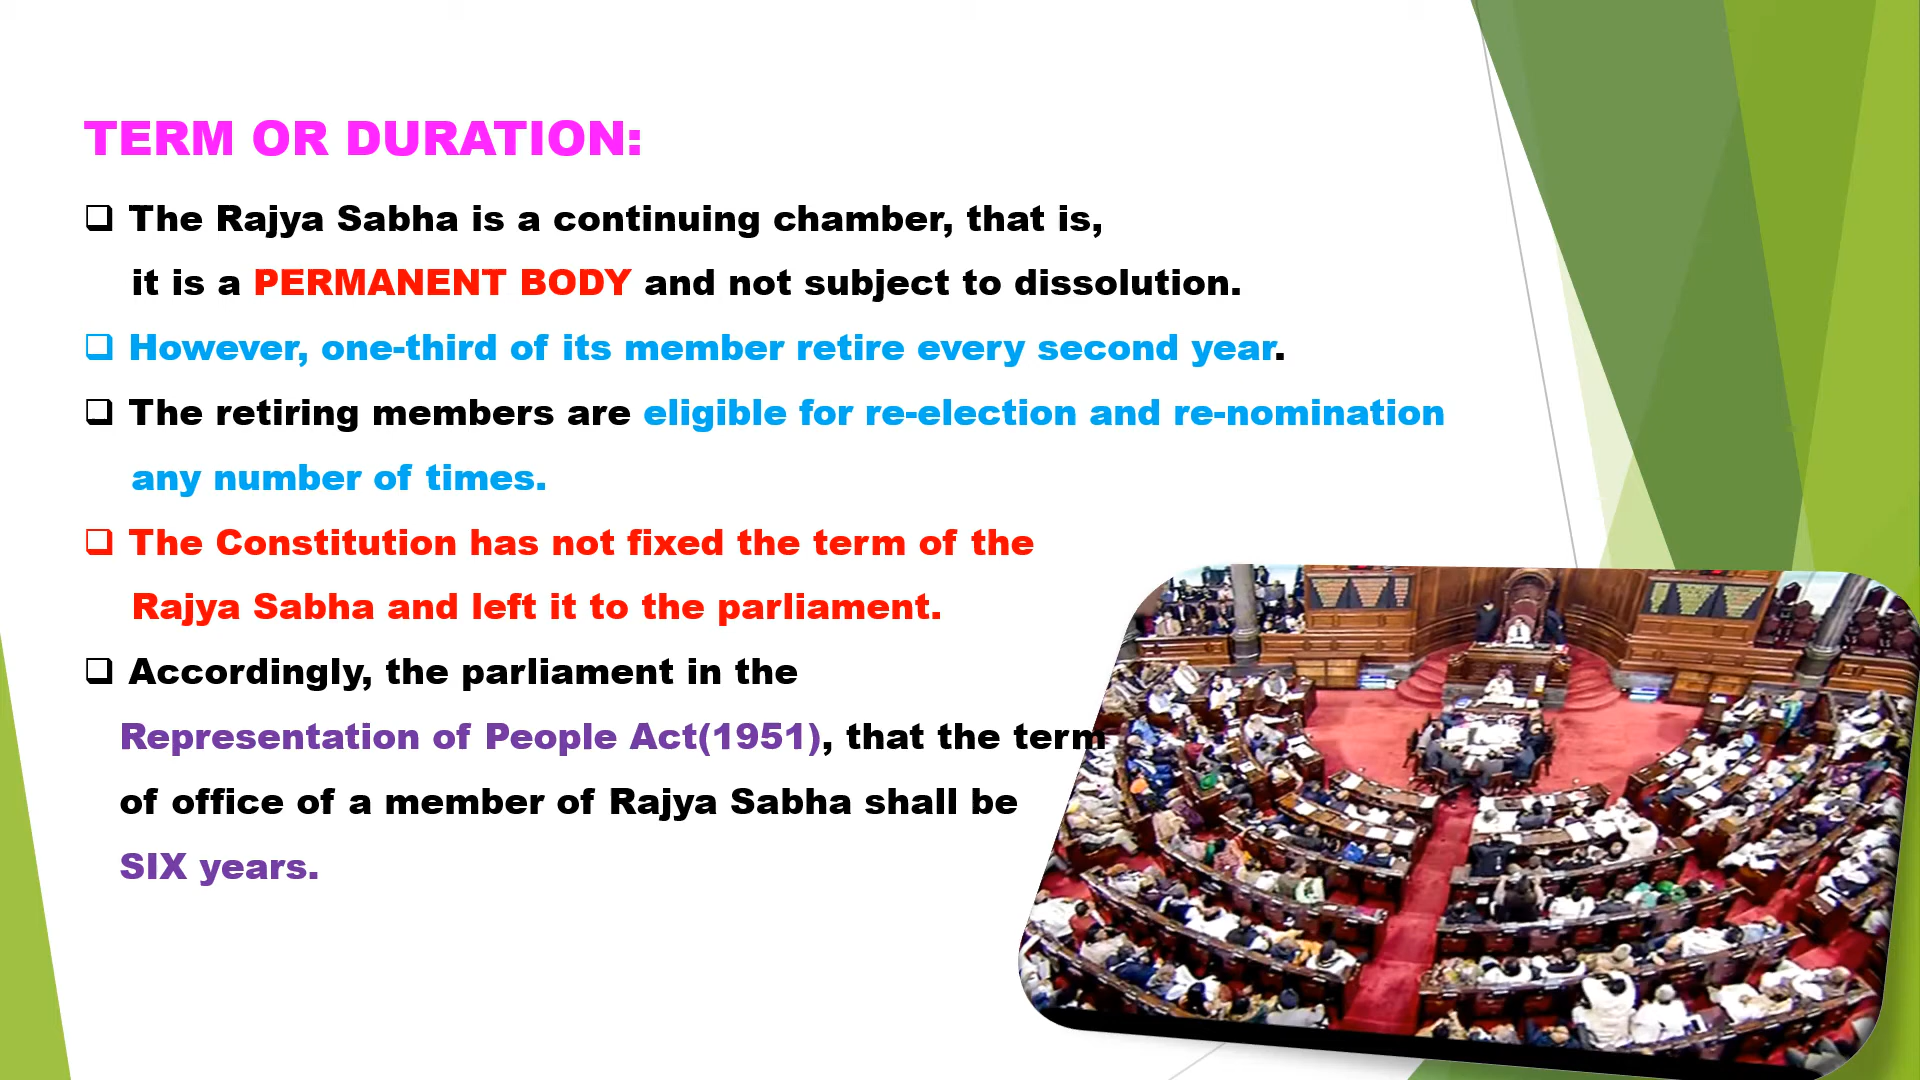 TERM OR DURATION:
❑ The Rajya Sabha is a continuing chamber, that is,
it is a PERMANENT BODY and not subject to dissolution.
❑ However, one-third of its member retire every second year.
❑ The retiring members are eligible for re-election and re-nomination
any number of times.
❑ The Constitution has not fixed the term of the
Rajya Sabha and left it to the parliament.
❑ Accordingly, the parliament in the
Representation of People Act(1951), that the term
of office of a member of Rajya Sabha shall be
SIX years.